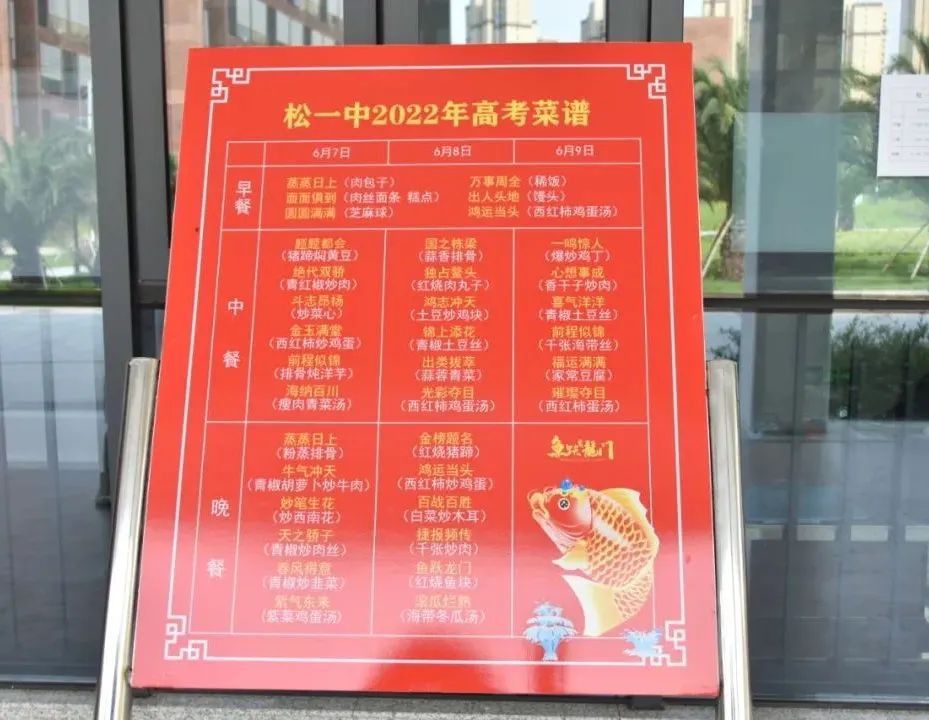 松一中2022年高考菜谱
6月7日 6月8日 6月9日
早餐
蒸蒸日上（肉包子） 万事周全（稀饭）
面面俱到（肉丝面条 糕点） 出人头地（馒头）
圆圆满满（芝麻球） 鸿运当头（西红柿鸡蛋汤）
中餐
题题都会
（猪蹄焖黄豆）
绝代双骄
（青红椒炒肉）
斗志昂杨
（炒菜心）
金玉满堂
（西红柿炒鸡蛋）
前程似锦
（排骨炖洋芋）
海纳百川
（瘦肉青菜汤）
国之栋梁
（蒜香排骨）
独占鳌头
（红烧肉丸子）
鸿志冲天
（土豆炒鸡块）
锦上添花
（青椒土豆丝）
出类拔萃
（蒜蓉青菜）
光彩夺目
（西红柿鸡蛋汤）
一鸣惊人
（爆炒鸡丁）
心想事成
（香干子炒肉）
喜气洋洋
（青椒土豆丝）
前程似锦
（千张海带丝）
福运满满
（家常豆腐）
璀璨夺目
（西红柿蛋汤）
晚餐
蒸蒸日上
（粉蒸排骨）
牛气冲天
（青椒胡萝卜炒牛肉）
妙笔生花
（炒西南花）
天之骄子
（青椒炒肉丝）
春风得意
（青椒炒韭菜）
紫气东来
（紫菜鸡蛋汤）
金榜题名
（红烧猪蹄）
鸿运当头
（西红柿炒鸡蛋）
百战百胜
（白菜炒木耳）
捷报频传
（千张炒肉）
鱼跃龙门
（红烧鱼块）
滚瓜烂熟
（海带冬瓜汤）
鱼跃龍门